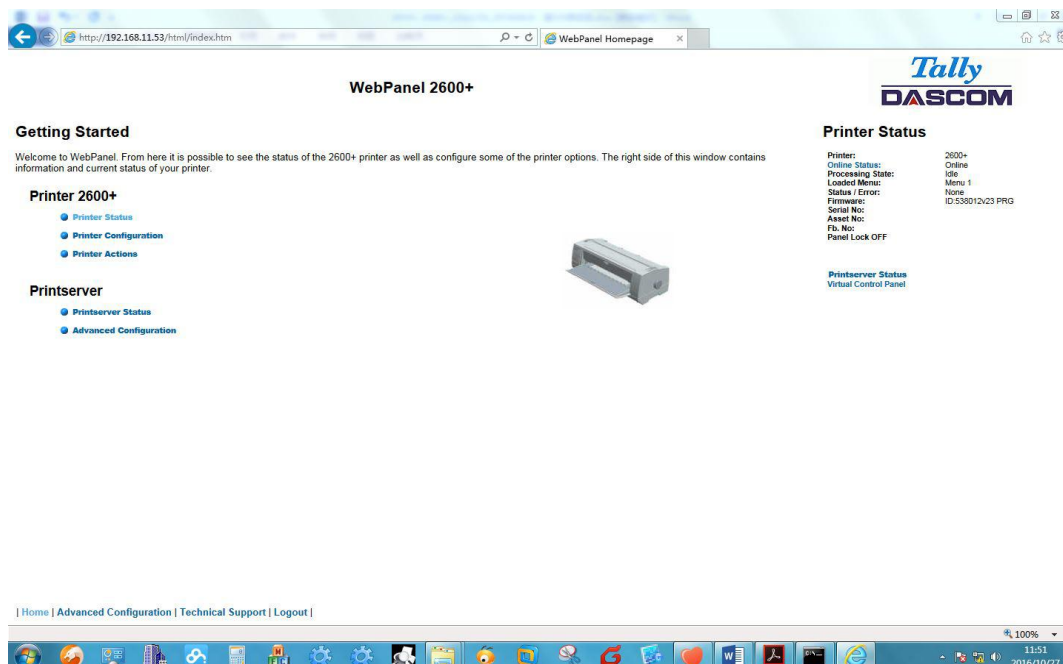 http://192.168.11.53/html/index.htm
WebPanel Homepage
WebPanel 2600+
Tally
DASCOM
Getting Started
Welcome to WebPanel. From here it is possible to see the status of the 2600+ printer as well as configure some of the printer options. The right side of this window contains
information and current status of your printer.
Printer 2600+
Printer Status
Printer Configuration
Printer Actions
Printserver
Printserver Status
Advanced Configuration
Printer Status
Printer: 2600+
Online Status: Online
Processing State: Idle
Loaded Menu: Menu 1
Status / Error: None
Firmware: ID:538012v23 PRG
Serial No:
Asset No:
Fb. No:
Panel Lock OFF
Printserver Status
Virtual Control Panel
| Home | Advanced Configuration | Technical Support | Logout |
100%
11:51
2016/10/27